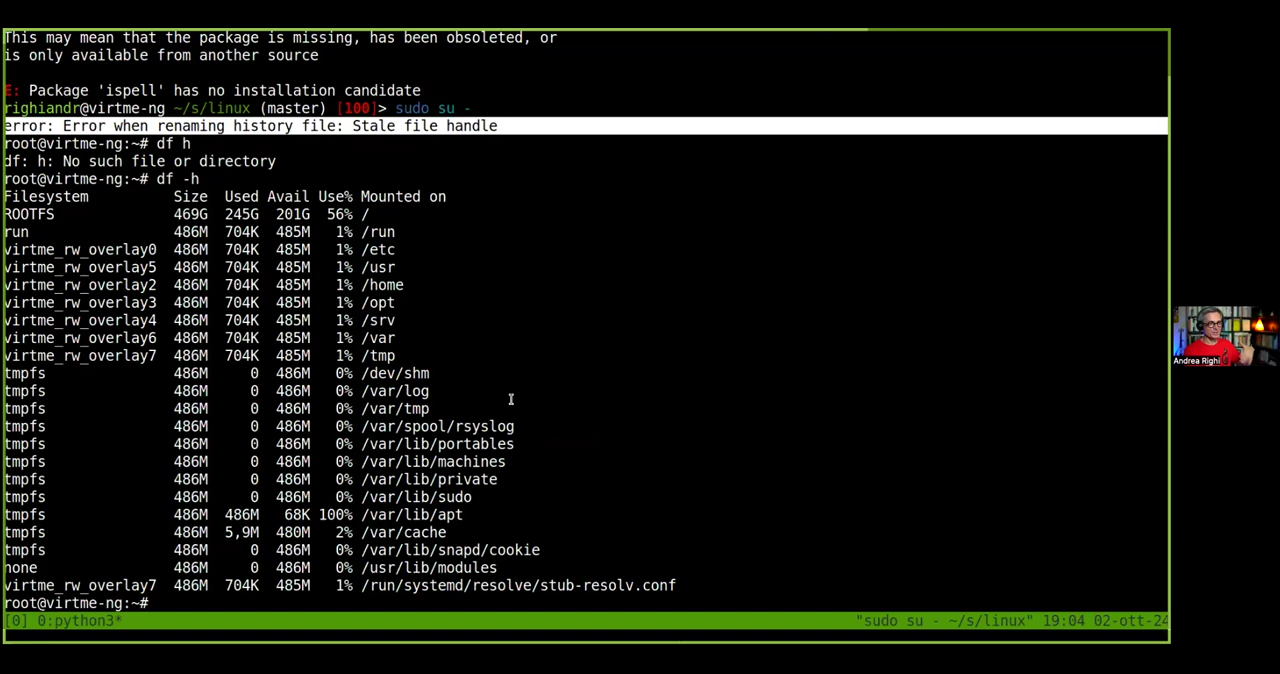 This may mean that the package is missing, has been obsoleted, or
is only available from another source
E: Package 'ispell' has no installation candidate
righiandr@virtme-ng ~/s/linux (master) [100]> sudo su -
error: Error when renaming history file: Stale file handle
root@virtme-ng:~# df h
df: h: No such file or directory
root@virtme-ng:~# df -h
Filesystem Size Used Avail Use% Mounted on
ROOTFS 469G 245G 201G 56% /
run 486M 704K 485M 1% /run
virtme_rw_overlay0 486M 704K 485M 1% /etc
virtme_rw_overlay5 486M 704K 485M 1% /usr
virtme_rw_overlay2 486M 704K 485M 1% /home
virtme_rw_overlay3 486M 704K 485M 1% /opt
virtme_rw_overlay4 486M 704K 485M 1% /srv
virtme_rw_overlay6 486M 704K 485M 1% /var
virtme_rw_overlay7 486M 704K 485M 1% /tmp
tmpfs 486M 0 486M 0% /dev/shm
tmpfs 486M 0 486M 0% /var/log
tmpfs 486M 0 486M 0% /var/tmp
tmpfs 486M 0 486M 0% /var/spool/rsyslog
tmpfs 486M 0 486M 0% /var/lib/portables
tmpfs 486M 0 486M 0% /var/lib/machines
tmpfs 486M 0 486M 0% /var/lib/private
tmpfs 486M 0 486M 0% /var/lib/sudo
tmpfs 486M 486M 68K 100% /var/lib/apt
tmpfs 486M 5,9M 480M 2% /var/cache
tmpfs 486M 0 486M 0% /var/lib/snapd/cookie
none 486M 0 486M 0% /usr/lib/modules
virtme_rw_overlay7 486M 704K 485M 1% /run/systemd/resolve/stub-resolv.conf
root@virtme-ng:~#
[0] 0:python3* "sudo su - ~/s/linux" 19:04 02-ott-24
Andrea Righi